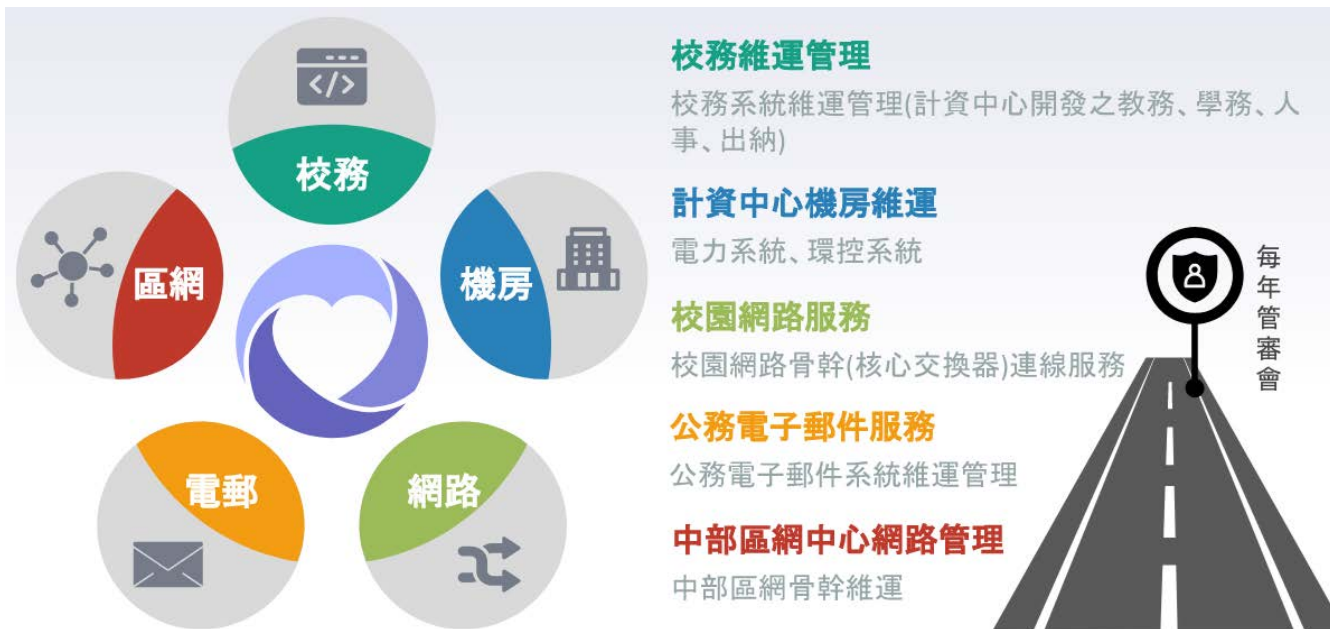 校務
區網
機房
電郵
網路
校務維運管理
校務系統維運管理(計資中心開發之教務、學務、人
事、出納)
計資中心機房維運
電力系統、環控系統
校園網路服務
校園網路骨幹(核心交換器)連線服務
公務電子郵件服務
公務電子郵件系統維運管理
中部區網中心網路管理
中部區網骨幹維運
每年管審會